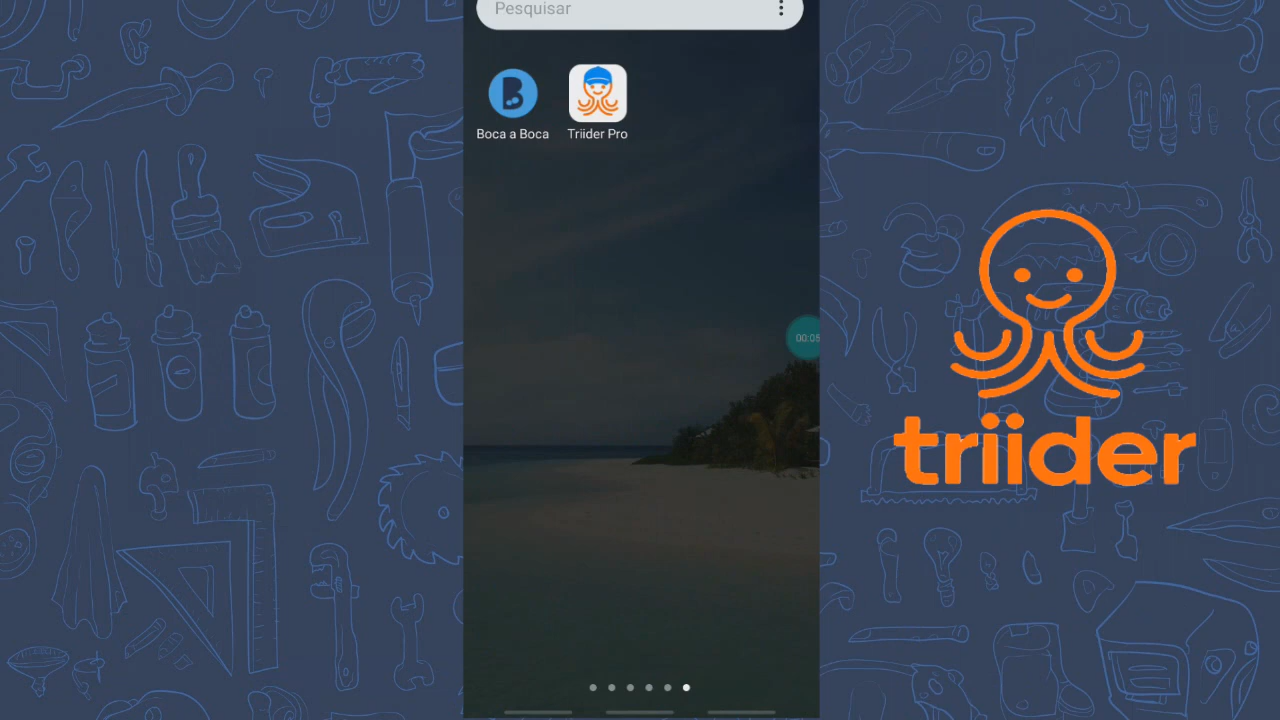 Pesquisar
Boca a Boca
Triider Pro
00:05
triider